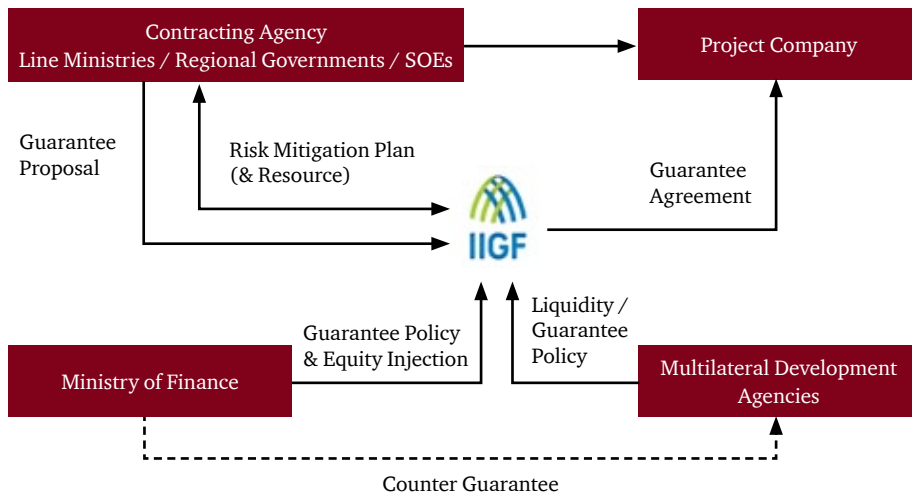 Contracting Agency
Line Ministries / Regional Governments / SOEs
Project Company
Guarantee
Proposal
Risk Mitigation Plan
(& Resource)
Guarantee
Agreement
IIGF
Guarantee Policy
& Equity Injection
Liquidity /
Guarantee
Policy
Ministry of Finance
Multilateral Development
Agencies
Counter Guarantee